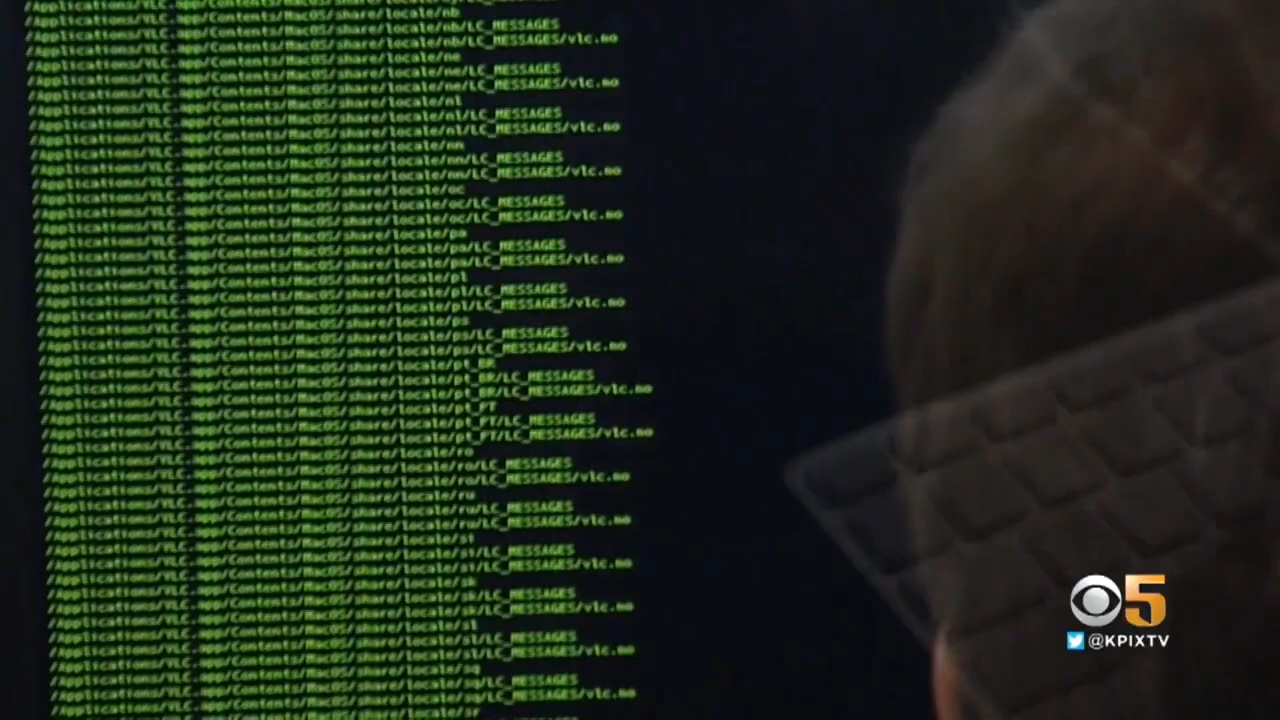 /Applications/VLC.app/Contents/MacOS/share/locale/nb
/Applications/VLC.app/Contents/MacOS/share/locale/nb/LC_MESSAGES
/Applications/VLC.app/Contents/MacOS/share/locale/nb/LC_MESSAGES/vlc.mo
/Applications/VLC.app/Contents/MacOS/share/locale/ne
/Applications/VLC.app/Contents/MacOS/share/locale/ne/LC_MESSAGES
/Applications/VLC.app/Contents/MacOS/share/locale/ne/LC_MESSAGES/vlc.mo
/Applications/VLC.app/Contents/MacOS/share/locale/nl
/Applications/VLC.app/Contents/MacOS/share/locale/nl/LC_MESSAGES
/Applications/VLC.app/Contents/MacOS/share/locale/nl/LC_MESSAGES/vlc.mo
/Applications/VLC.app/Contents/MacOS/share/locale/nn
/Applications/VLC.app/Contents/MacOS/share/locale/nn/LC_MESSAGES
/Applications/VLC.app/Contents/MacOS/share/locale/nn/LC_MESSAGES/vlc.mo
/Applications/VLC.app/Contents/MacOS/share/locale/oc
/Applications/VLC.app/Contents/MacOS/share/locale/oc/LC_MESSAGES
/Applications/VLC.app/Contents/MacOS/share/locale/oc/LC_MESSAGES/vlc.mo
/Applications/VLC.app/Contents/MacOS/share/locale/pa
/Applications/VLC.app/Contents/MacOS/share/locale/pa/LC_MESSAGES
/Applications/VLC.app/Contents/MacOS/share/locale/pa/LC_MESSAGES/vlc.mo
/Applications/VLC.app/Contents/MacOS/share/locale/pl
/Applications/VLC.app/Contents/MacOS/share/locale/pl/LC_MESSAGES
/Applications/VLC.app/Contents/MacOS/share/locale/pl/LC_MESSAGES/vlc.mo
/Applications/VLC.app/Contents/MacOS/share/locale/ps
/Applications/VLC.app/Contents/MacOS/share/locale/ps/LC_MESSAGES
/Applications/VLC.app/Contents/MacOS/share/locale/ps/LC_MESSAGES/vlc.mo
/Applications/VLC.app/Contents/MacOS/share/locale/pt_BR
/Applications/VLC.app/Contents/MacOS/share/locale/pt_BR/LC_MESSAGES
/Applications/VLC.app/Contents/MacOS/share/locale/pt_BR/LC_MESSAGES/vlc.mo
/Applications/VLC.app/Contents/MacOS/share/locale/pt_PT
/Applications/VLC.app/Contents/MacOS/share/locale/pt_PT/LC_MESSAGES
/Applications/VLC.app/Contents/MacOS/share/locale/pt_PT/LC_MESSAGES/vlc.mo
/Applications/VLC.app/Contents/MacOS/share/locale/ro
/Applications/VLC.app/Contents/MacOS/share/locale/ro/LC_MESSAGES
/Applications/VLC.app/Contents/MacOS/share/locale/ro/LC_MESSAGES/vlc.mo
/Applications/VLC.app/Contents/MacOS/share/locale/ru
/Applications/VLC.app/Contents/MacOS/share/locale/ru/LC_MESSAGES
/Applications/VLC.app/Contents/MacOS/share/locale/ru/LC_MESSAGES/vlc.mo
/Applications/VLC.app/Contents/MacOS/share/locale/si
/Applications/VLC.app/Contents/MacOS/share/locale/si/LC_MESSAGES
/Applications/VLC.app/Contents/MacOS/share/locale/si/LC_MESSAGES/vlc.mo
/Applications/VLC.app/Contents/MacOS/share/locale/sk
/Applications/VLC.app/Contents/MacOS/share/locale/sk/LC_MESSAGES
/Applications/VLC.app/Contents/MacOS/share/locale/sk/LC_MESSAGES/vlc.mo
/Applications/VLC.app/Contents/MacOS/share/locale/sl
/Applications/VLC.app/Contents/MacOS/share/locale/sl/LC_MESSAGES
/Applications/VLC.app/Contents/MacOS/share/locale/sl/LC_MESSAGES/vlc.mo
/Applications/VLC.app/Contents/MacOS/share/locale/sq
/Applications/VLC.app/Contents/MacOS/share/locale/sq/LC_MESSAGES
/Applications/VLC.app/Contents/MacOS/share/locale/sq/LC_MESSAGES/vlc.mo
/Applications/VLC.app/Contents/MacOS/share/locale/sr
5
@KPIXTV